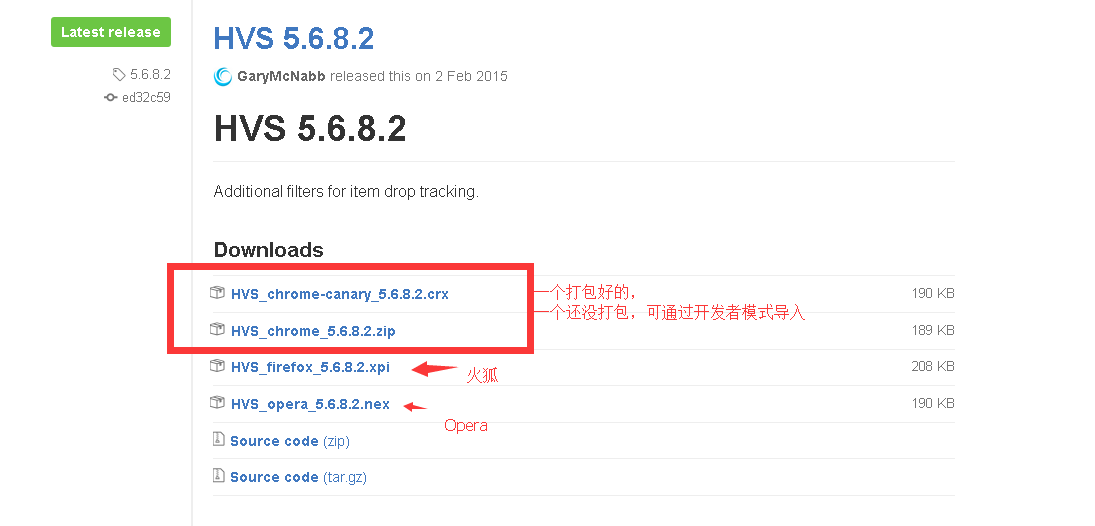 Latest release
HVS 5.6.8.2
5.6.8.2
GaryMcNabb released this on 2 Feb 2015
ed32c59
HVS 5.6.8.2
Additional filters for item drop tracking.
Downloads
HVS_chrome-canary_5.6.8.2.crx
一个打包好的，
190 KB
一个还没打包，可通过开发者模式导入
HVS_chrome_5.6.8.2.zip
189 KB
HVS_firefox_5.6.8.2.xpi
火狐
208 KB
HVS_opera_5.6.8.2.nex
190 KB
Opera
Source code (zip)
Source code (tar.gz)